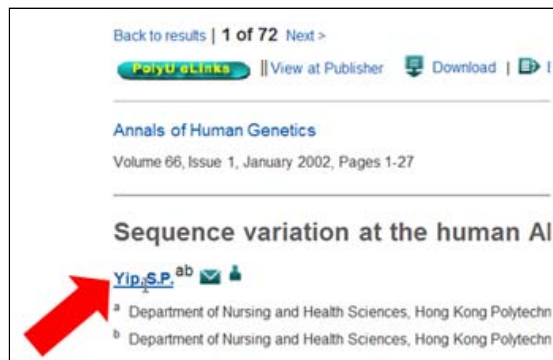 Back to results | 1 of 72 Next >
PolyU eLinks || View at Publisher Download |
Annals of Human Genetics
Volume 66, Issue 1, January 2002, Pages 1-27
Sequence variation at the human
Yip, S.P. ab
a Department of Nursing and Health Sciences, Hong Kong Polytechn
b Department of Nursing and Health Sciences, Hong Kong Polytechn